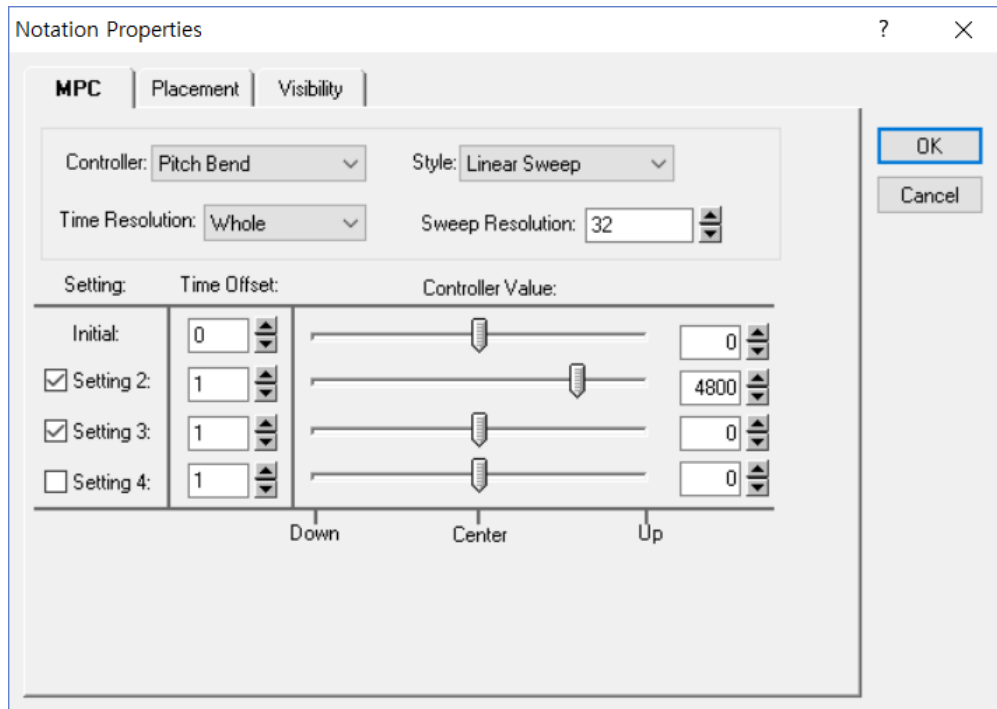 Notation Properties ?
MPC Placement Visibility
Controller: Pitch Bend Style: Linear Sweep OK
Time Resolution: Whole Sweep Resolution: 32 Cancel
Setting: Time Offset: Controller Value:
Initial: 0 0
Setting 2: 1 4800
Setting 3: 1 0
Setting 4: 1 0
Down Center Up